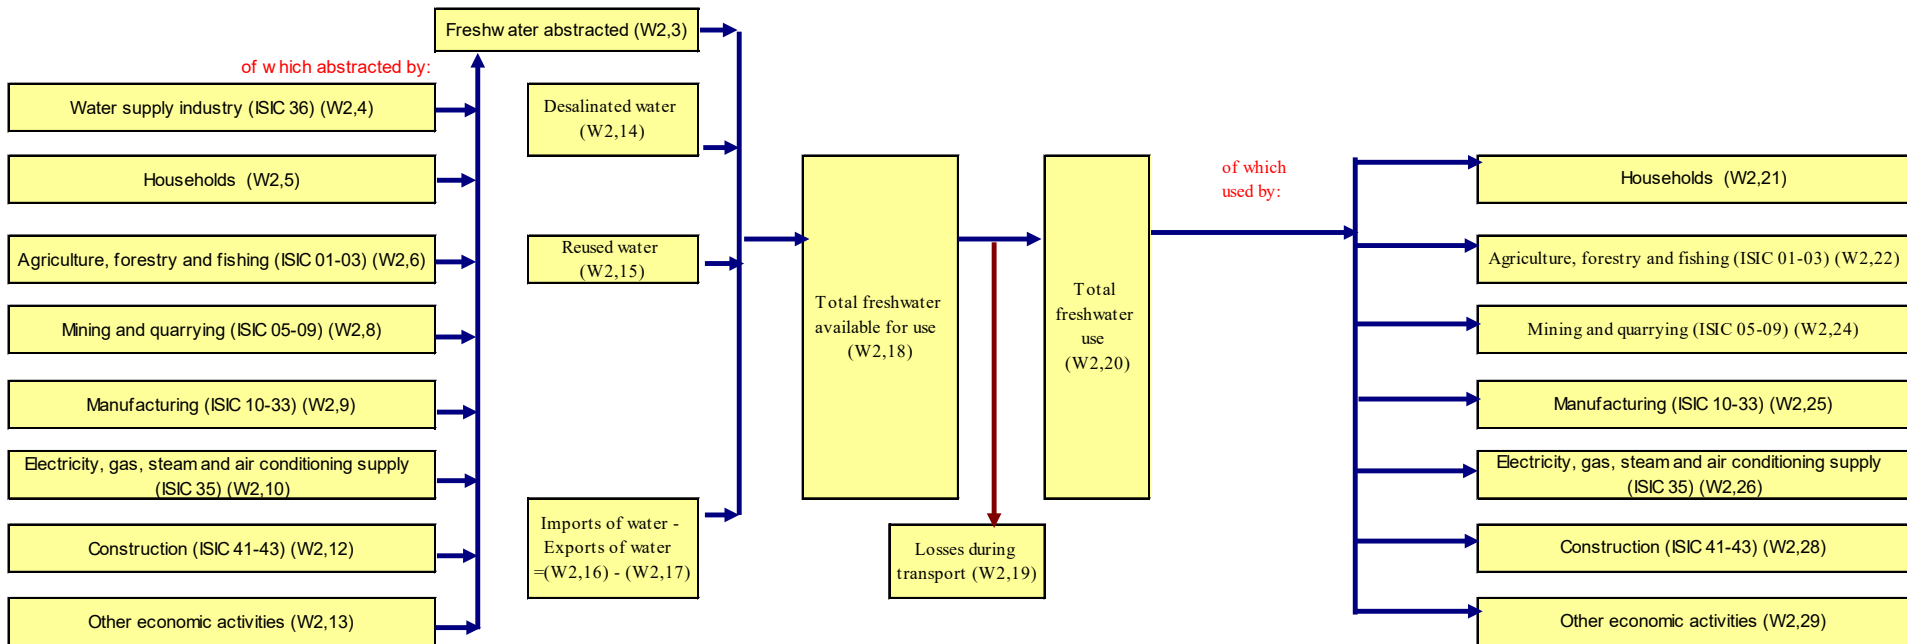 Freshwater abstracted (W2,3)
of which abstracted by:
Water supply industry (ISIC 36) (W2,4)
Households (W2,5)
Agriculture, forestry and fishing (ISIC 01-03) (W2,6)
Mining and quarrying (ISIC 05-09) (W2,8)
Manufacturing (ISIC 10-33) (W2,9)
Electricity, gas, steam and air conditioning supply
(ISIC 35) (W2,10)
Construction (ISIC 41-43) (W2,12)
Other economic activities (W2,13)
Desalinated water
(W2,14)
Reused water
(W2,15)
Imports of water -
Exports of water
=(W2,16) - (W2,17)
Total freshwater
available for use
(W2,18)
Losses during
transport (W2,19)
Total
freshwater
use
(W2,20)
of which
used by:
Households (W2,21)
Agriculture, forestry and fishing (ISIC 01-03) (W2,22)
Mining and quarrying (ISIC 05-09) (W2,24)
Manufacturing (ISIC 10-33) (W2,25)
Electricity, gas, steam and air conditioning supply
(ISIC 35) (W2,26)
Construction (ISIC 41-43) (W2,28)
Other economic activities (W2,29)